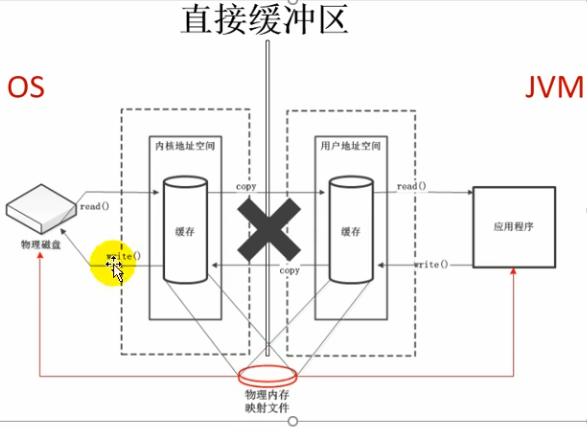 直接缓冲区
OS
JVM
内核地址空间
用户地址空间
copy
read()
read()
缓存
缓存
应用程序
物理磁盘
write()
copy
write()
物理内存
映射文件